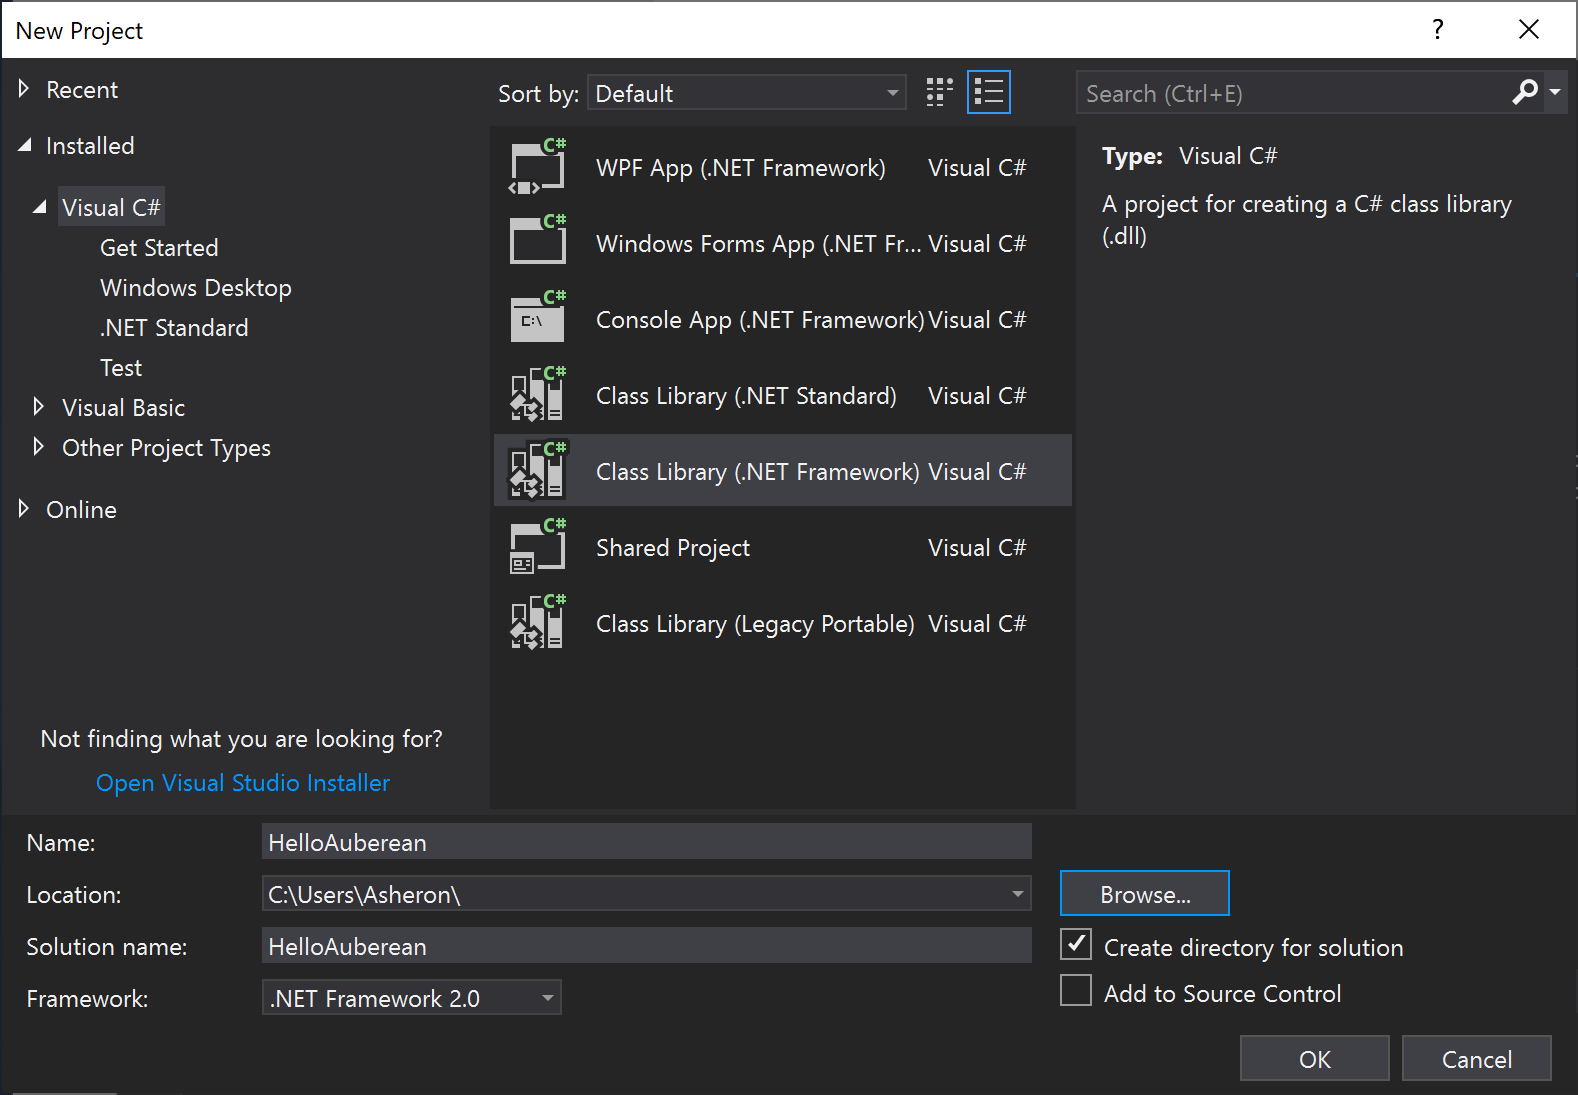 New Project
?
Recent
Installed
Visual C#
Get Started
Windows Desktop
.NET Standard
Test
Visual Basic
Other Project Types
Online
Not finding what you are looking for?
Open Visual Studio Installer
Sort by: Default
Search (Ctrl+E)
C# WPF App (.NET Framework) Visual C#
C# Windows Forms App (.NET Fr... Visual C#
C# C:\ Console App (.NET Framework) Visual C#
C# Class Library (.NET Standard) Visual C#
C# Class Library (.NET Framework) Visual C#
C# Shared Project Visual C#
C# Class Library (Legacy Portable) Visual C#
Type: Visual C#
A project for creating a C# class library
(.dll)
Name: HelloAuberean
Location: C:\Users\Asheron\
Browse...
Solution name: HelloAuberean
Create directory for solution
Framework: .NET Framework 2.0
Add to Source Control
OK
Cancel